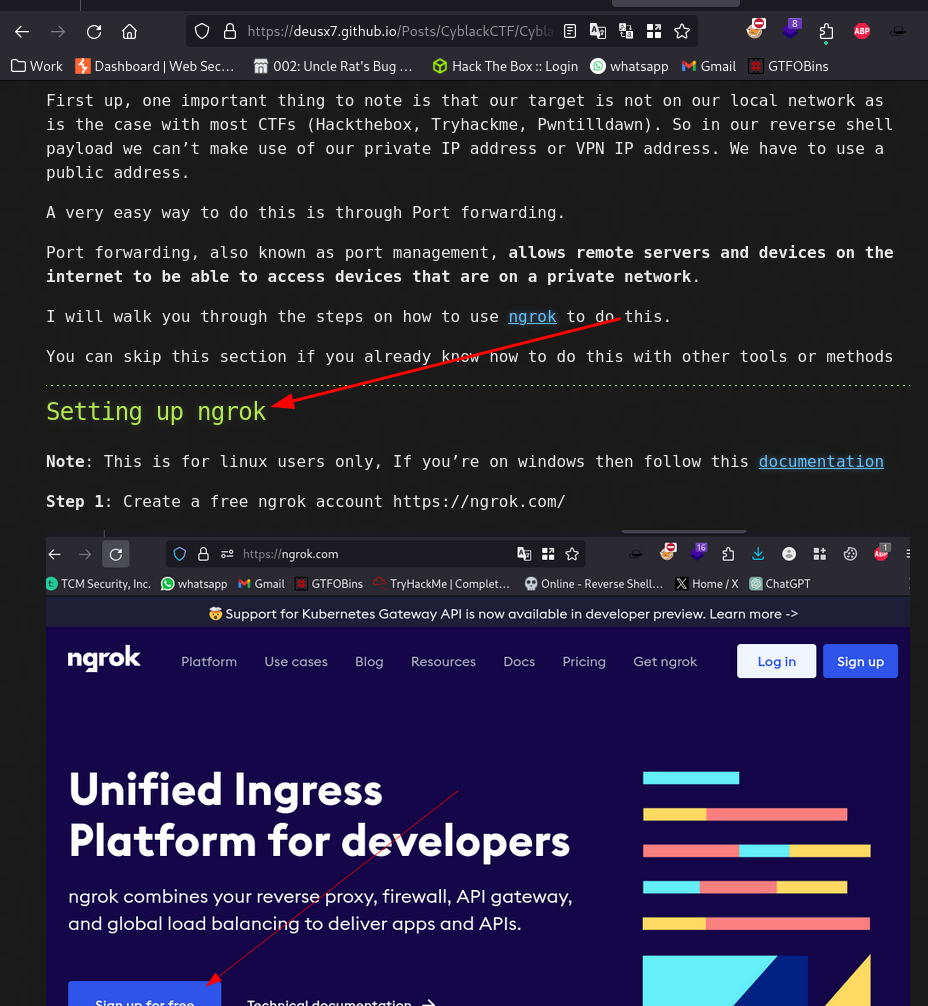 https://deusx7.github.io/Posts/CyblackCTF/Cybla
8
ABP
Work
Dashboard | Web Sec...
002: Uncle Rat's Bug ...
Hack The Box :: Login
whatsapp
Gmail
GTFOBins
First up, one important thing to note is that our target is not on our local network as
is the case with most CTFs (Hackthebox, Tryhackme, Pwntilldawn). So in our reverse shell
payload we can’t make use of our private IP address or VPN IP address. We have to use a
public address.
A very easy way to do this is through Port forwarding.
Port forwarding, also known as port management, allows remote servers and devices on the
internet to be able to access devices that are on a private network.
I will walk you through the steps on how to use ngrok to do this.
You can skip this section if you already know how to do this with other tools or methods
Setting up ngrok
Note: This is for linux users only, If you’re on windows then follow this documentation
Step 1: Create a free ngrok account https://ngrok.com/
https://ngrok.com
16
ABP
1
TCM Security, Inc.
whatsapp
Gmail
GTFOBins
TryHackMe | Complet...
Online - Reverse Shell...
Home / X
ChatGPT
🤯 Support for Kubernetes Gateway API is now available in developer preview. Learn more ->
ngrok
Platform
Use cases
Blog
Resources
Docs
Pricing
Get ngrok
Log in
Sign up
Unified Ingress
Platform for developers
ngrok combines your reverse proxy, firewall, API gateway,
and global load balancing to deliver apps and APIs.
Sign up for free
Technical documentation →